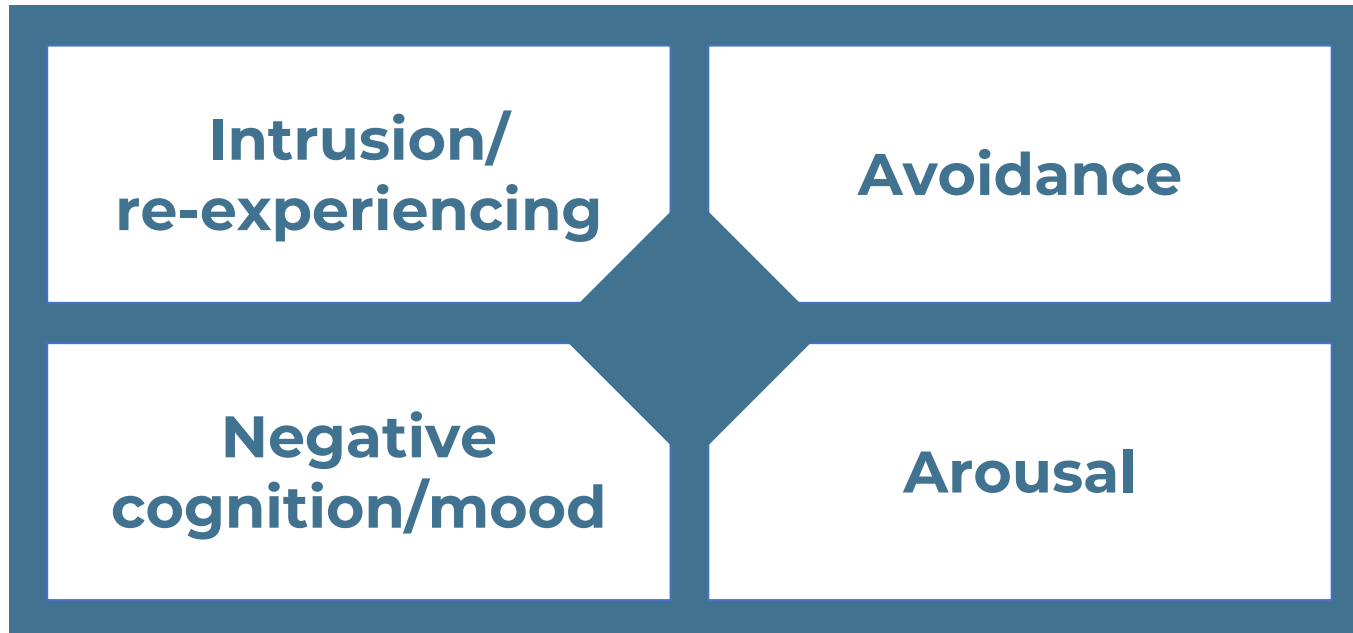 Intrusion/
re-experiencing
Avoidance
Negative
cognition/mood
Arousal